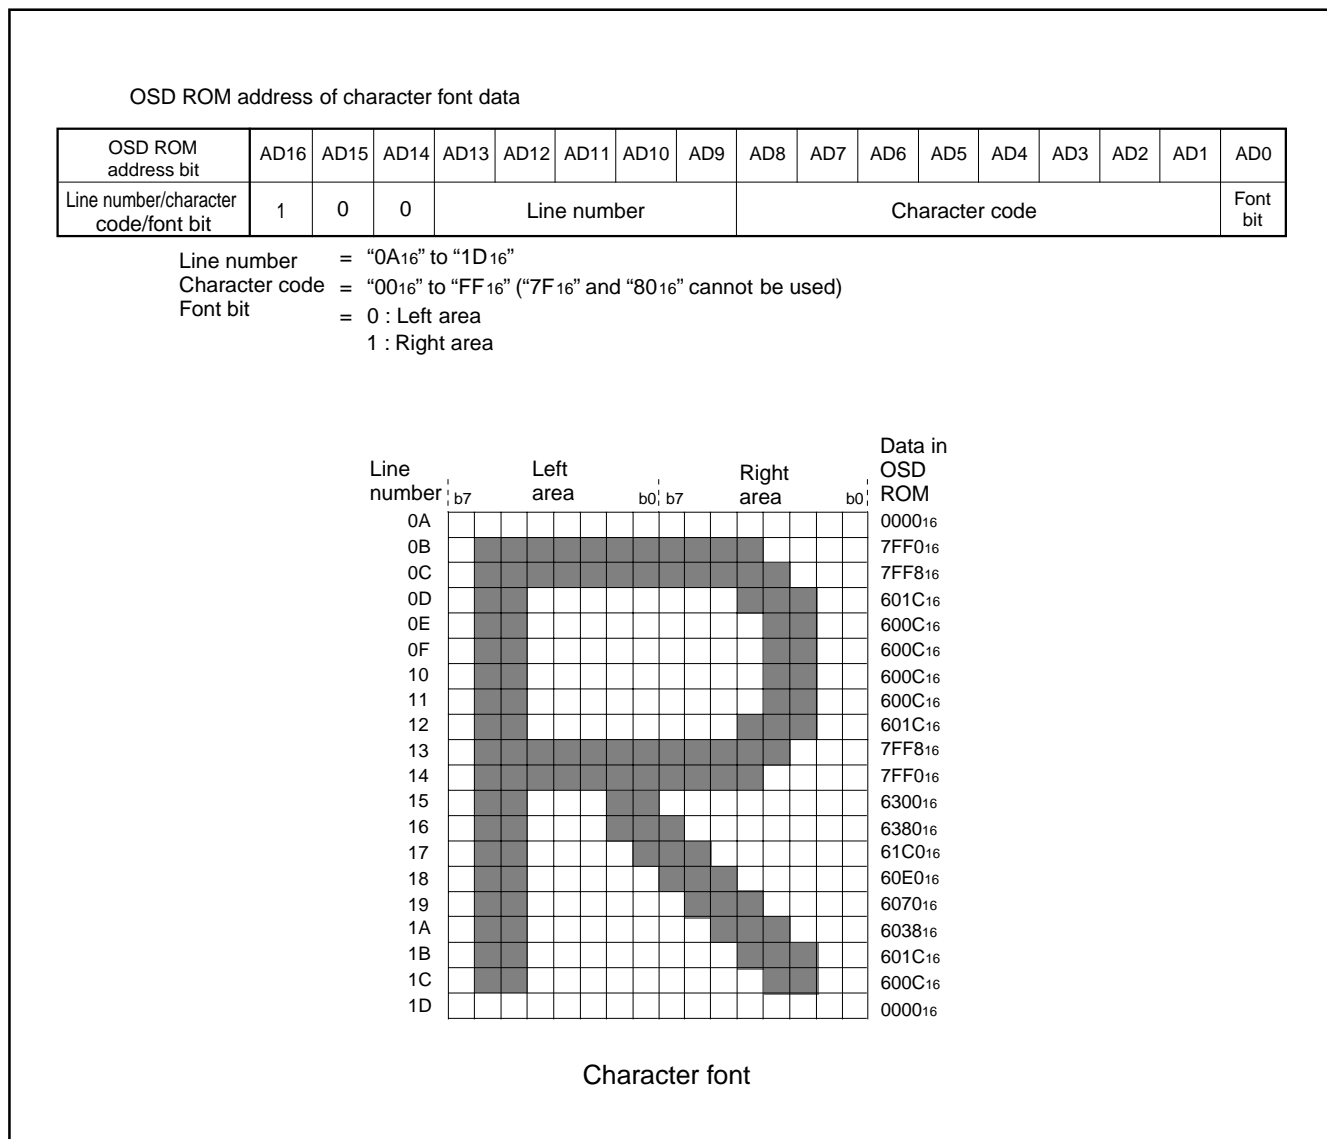 OSD ROM address of character font data
OSD ROM address bit AD16 AD15 AD14 AD13 AD12 AD11 AD10 AD9 AD8 AD7 AD6 AD5 AD4 AD3 AD2 AD1 AD0
Line number/character code/font bit 1 0 0 Line number Character code Font bit
Line number = “0A16” to “1D16”
Character code = “0016” to “FF16” (“7F16” and “8016” cannot be used)
Font bit = 0 : Left area
1 : Right area
Line number Left area Right area Data in OSD ROM
b7 b0 b7 b0
0A 000016
0B 7FF016
0C 7FF816
0D 601C16
0E 600C16
0F 600C16
10 600C16
11 600C16
12 601C16
13 7FF816
14 7FF016
15 630016
16 638016
17 61C016
18 60E016
19 607016
1A 603816
1B 601C16
1C 600C16
1D 000016
Character font